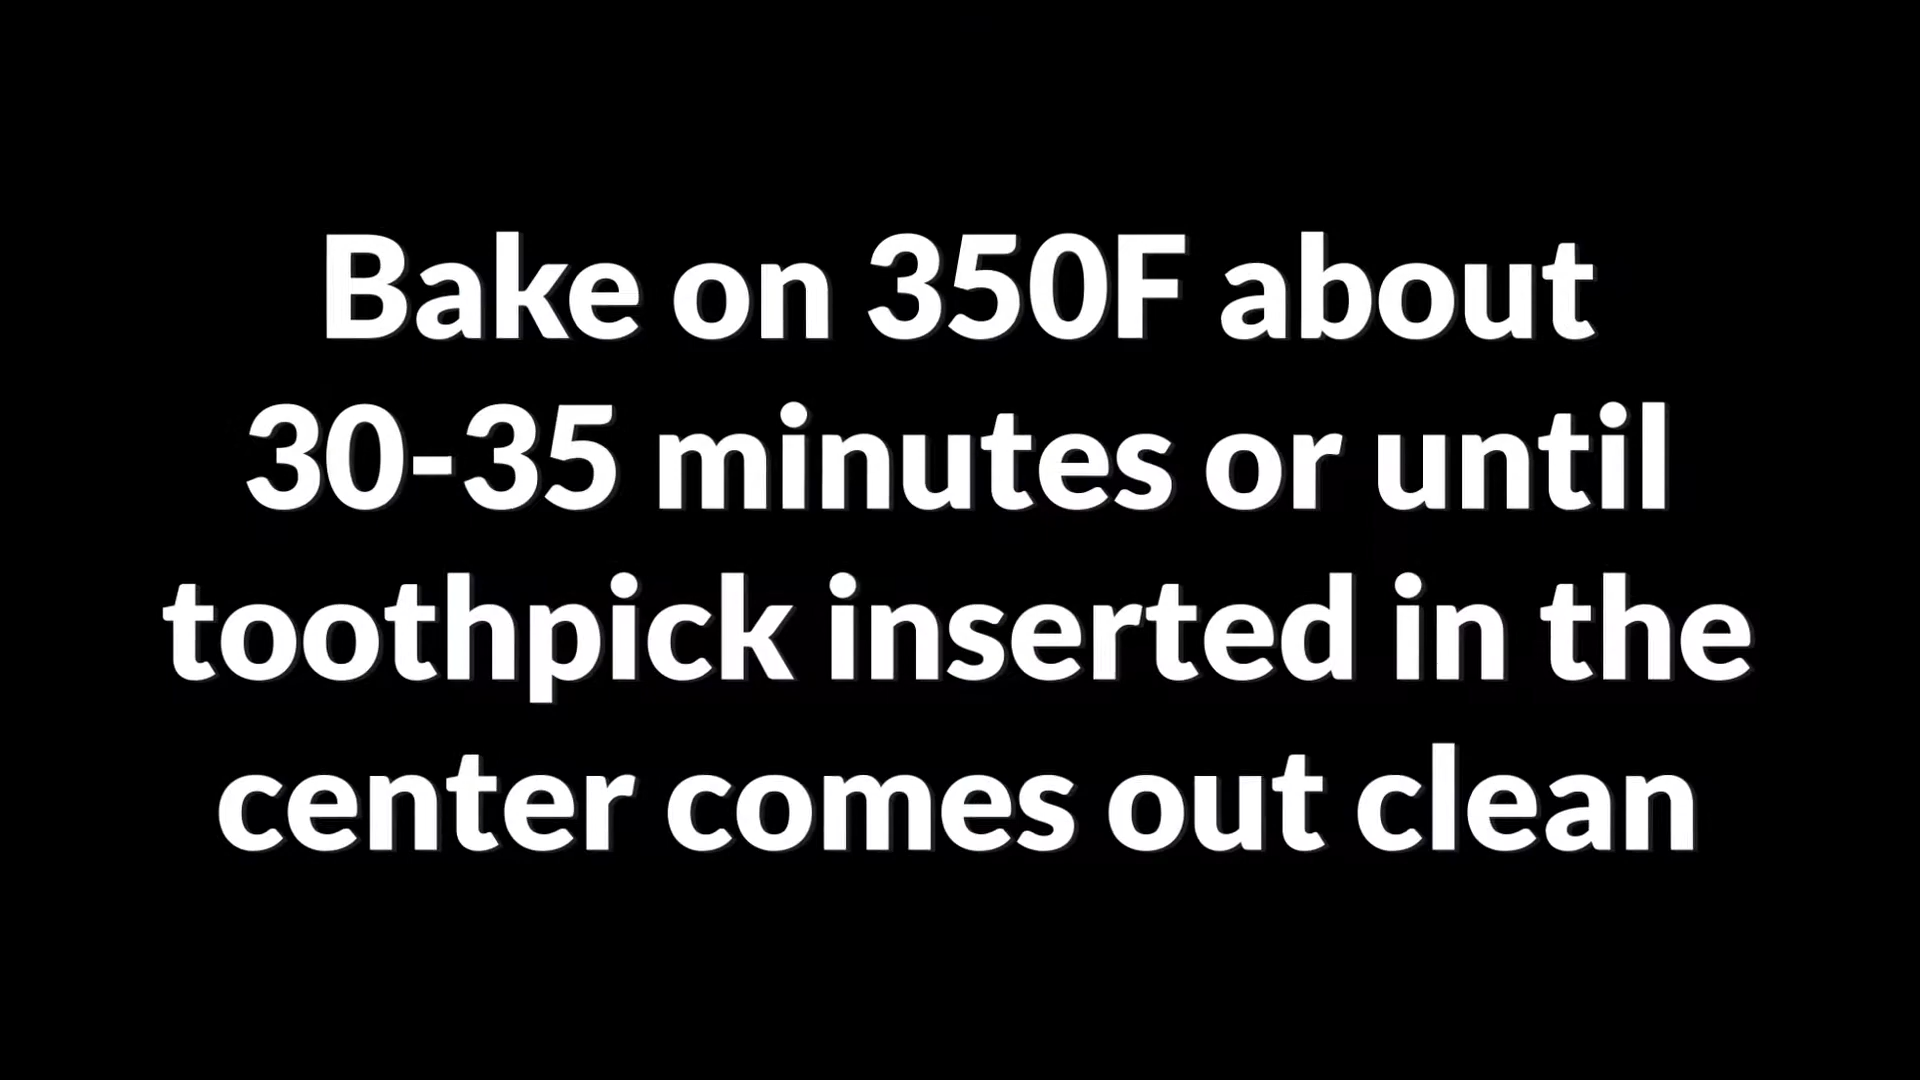 Bake on 350F about
30-35 minutes or until
toothpick inserted in the
center comes out clean